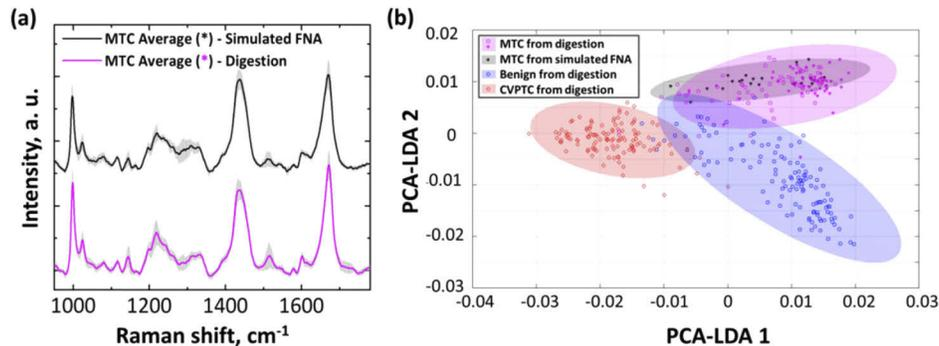 (a)
MTC Average (*) - Simulated FNA
MTC Average (*) - Digestion
Intensity, a. u.
1000 1200 1400 1600
Raman shift, cm-1
(b)
MTC from digestion
MTC from simulated FNA
Benign from digestion
CVPTC from digestion
PCA-LDA 2
0.02
0.01
0
-0.01
-0.02
-0.03
-0.04 -0.03 -0.02 -0.01 0 0.01 0.02 0.03
PCA-LDA 1